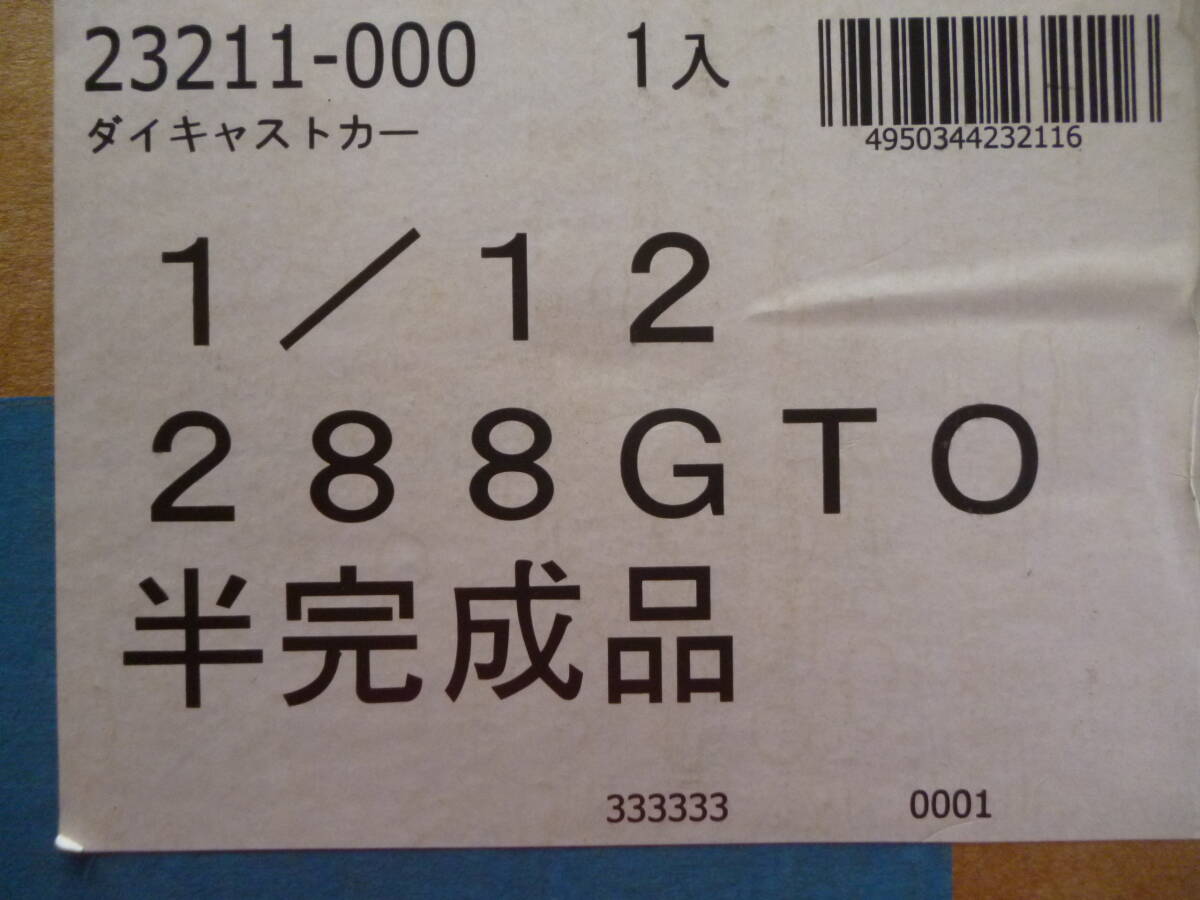 23211-000 1入
ダイキャストカー
4950344232116
１／１２
２８８ＧＴＯ
半完成品
333333 0001